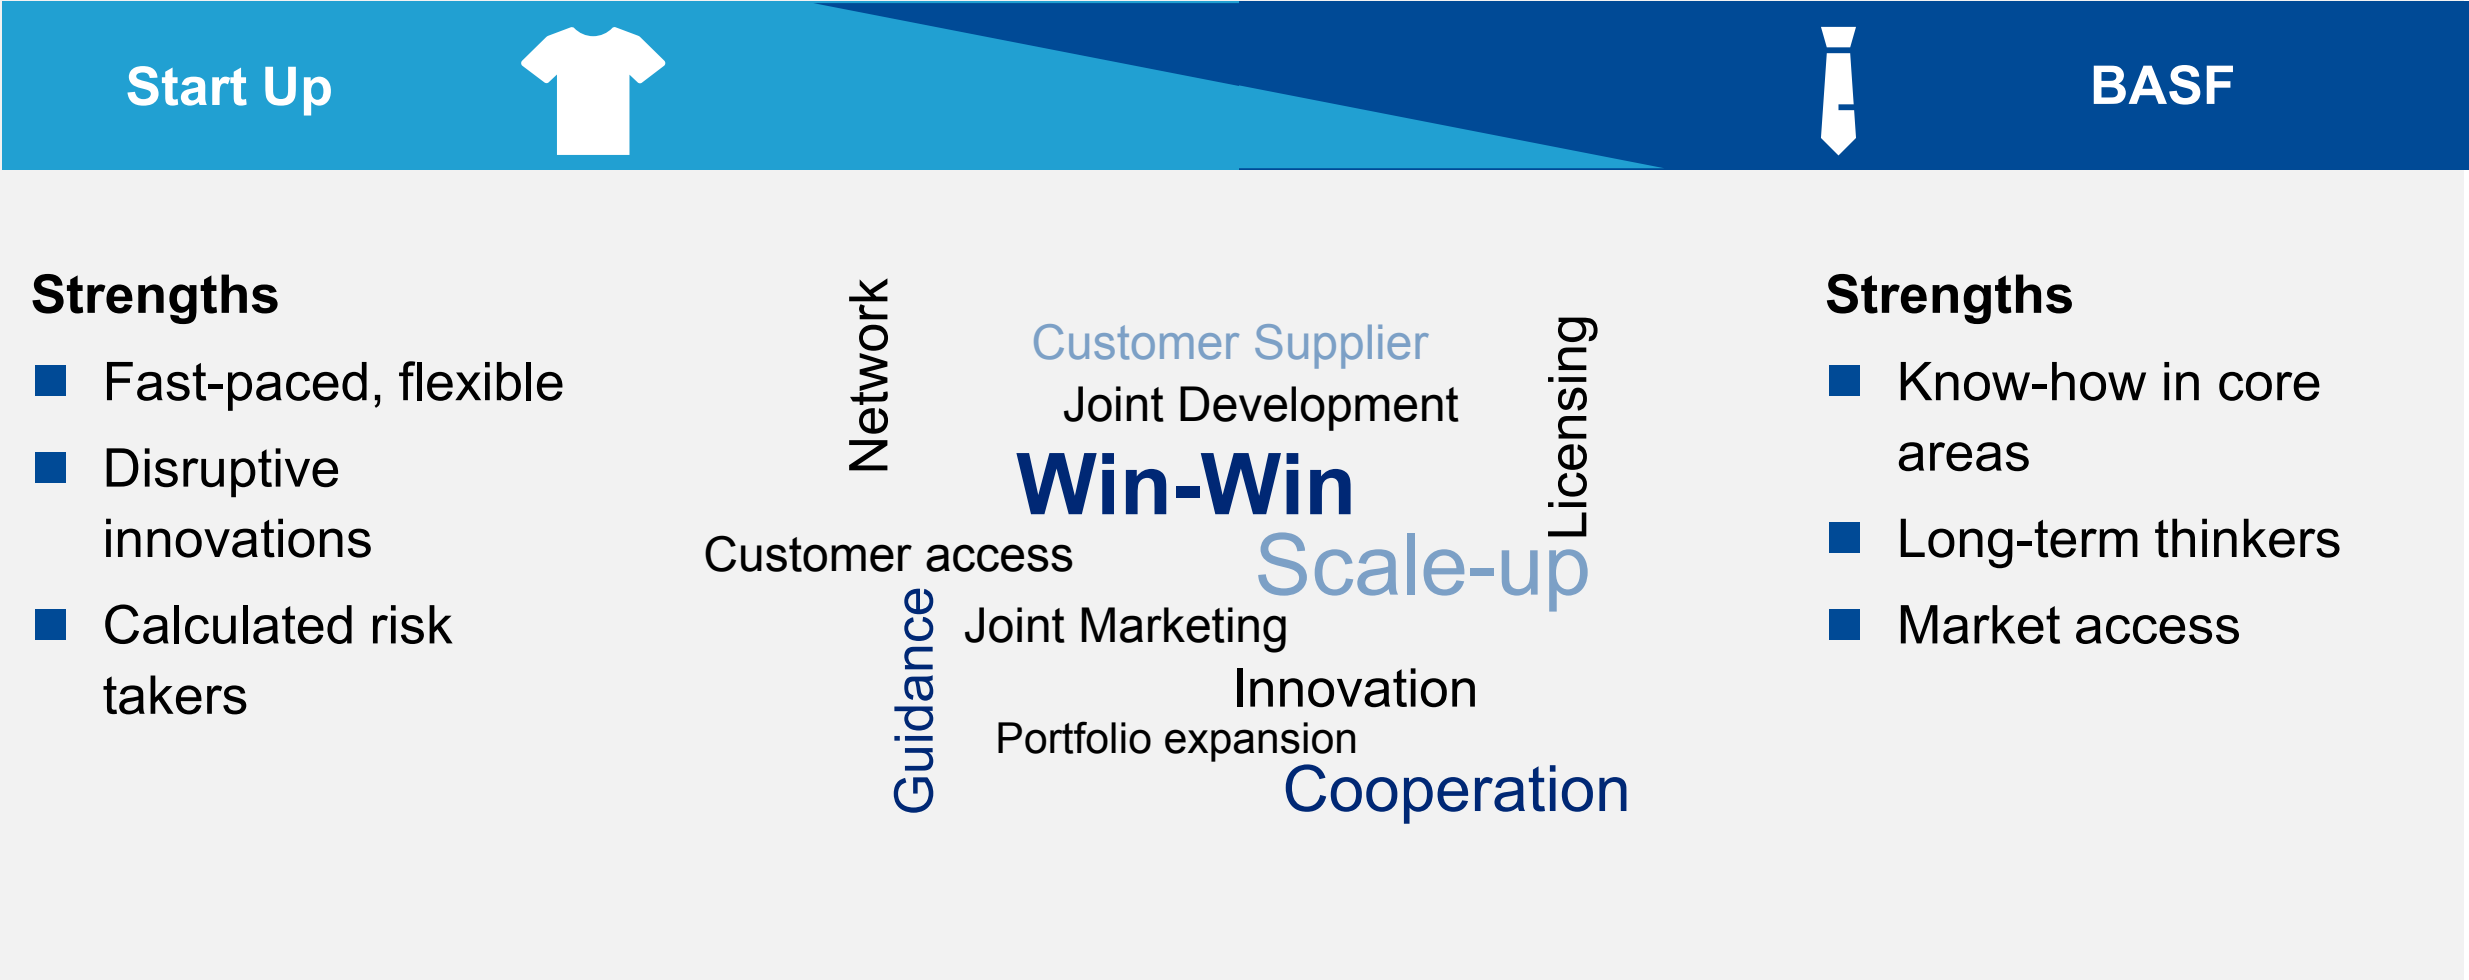 Start Up
BASF
Strengths
Fast-paced, flexible
Disruptive
innovations
Calculated risk
takers
Network
Customer Supplier
Joint Development
Licensing
Win-Win
Customer access
Scale-up
Guidance
Joint Marketing
Innovation
Portfolio expansion
Cooperation
Strengths
Know-how in core
areas
Long-term thinkers
Market access